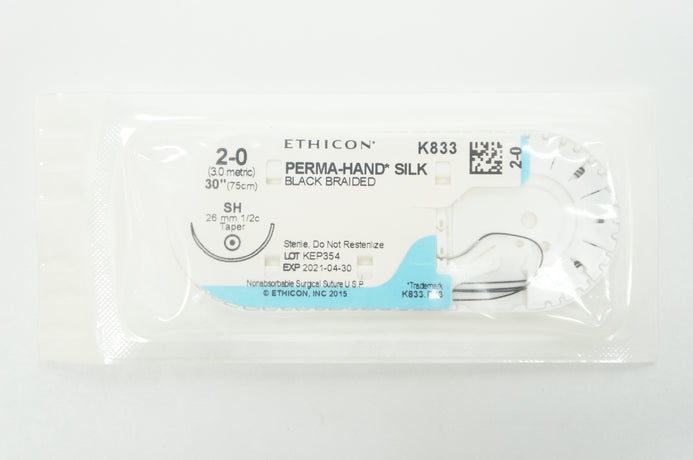 ETHICON*
K833
2-0
(3.0 metric)
30" (75cm)
PERMA-HAND* SILK
BLACK BRAIDED
2-0
SH
26 mm 1/2c
Taper
Sterile, Do Not Resterilize
LOT KEP354
EXP 2021-04-30
Nonabsorbable Surgical Suture U.S.P.
© ETHICON, INC 2015
*Trademark